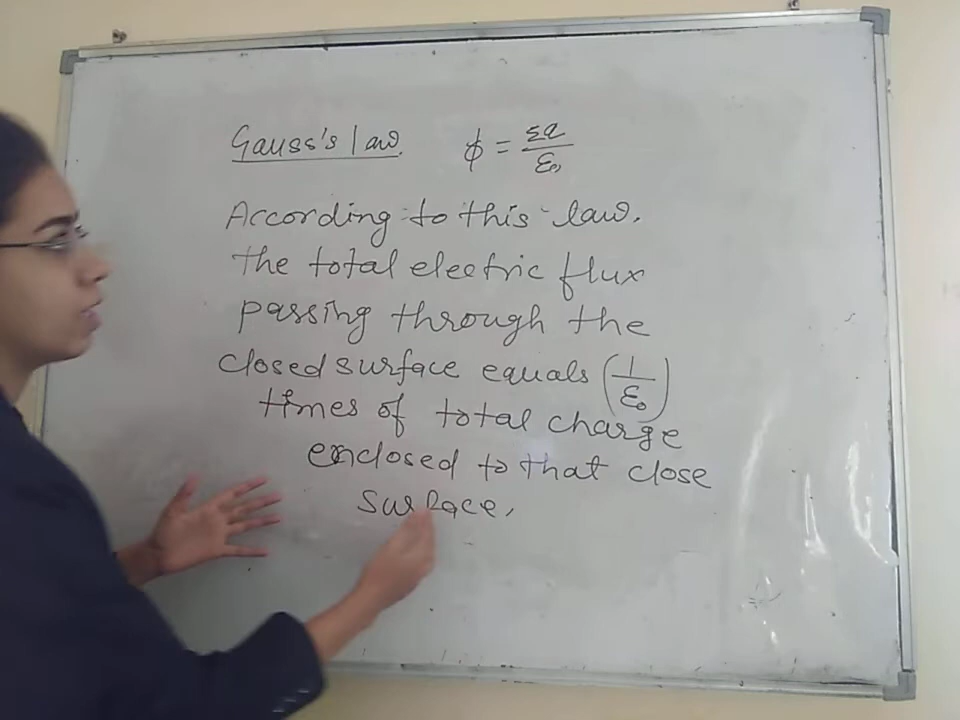 Gauss's law. ϕ = Σq/ε₀
According to this law.
the total electric flux
passing through the
closed surface equals (1/ε₀)
times of total charge
enclosed to that close
surface.